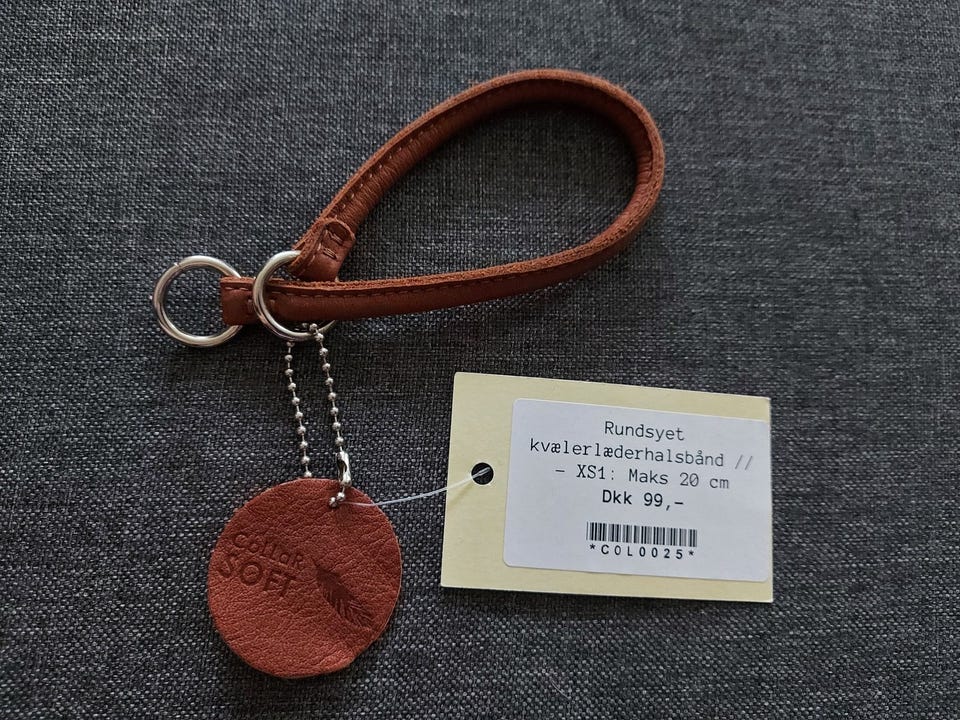 CollaR
SOFT
Rundsyet
kvælerlæderhalsbånd //
- XS1: Maks 20 cm
Dkk 99,-
*COL0025*